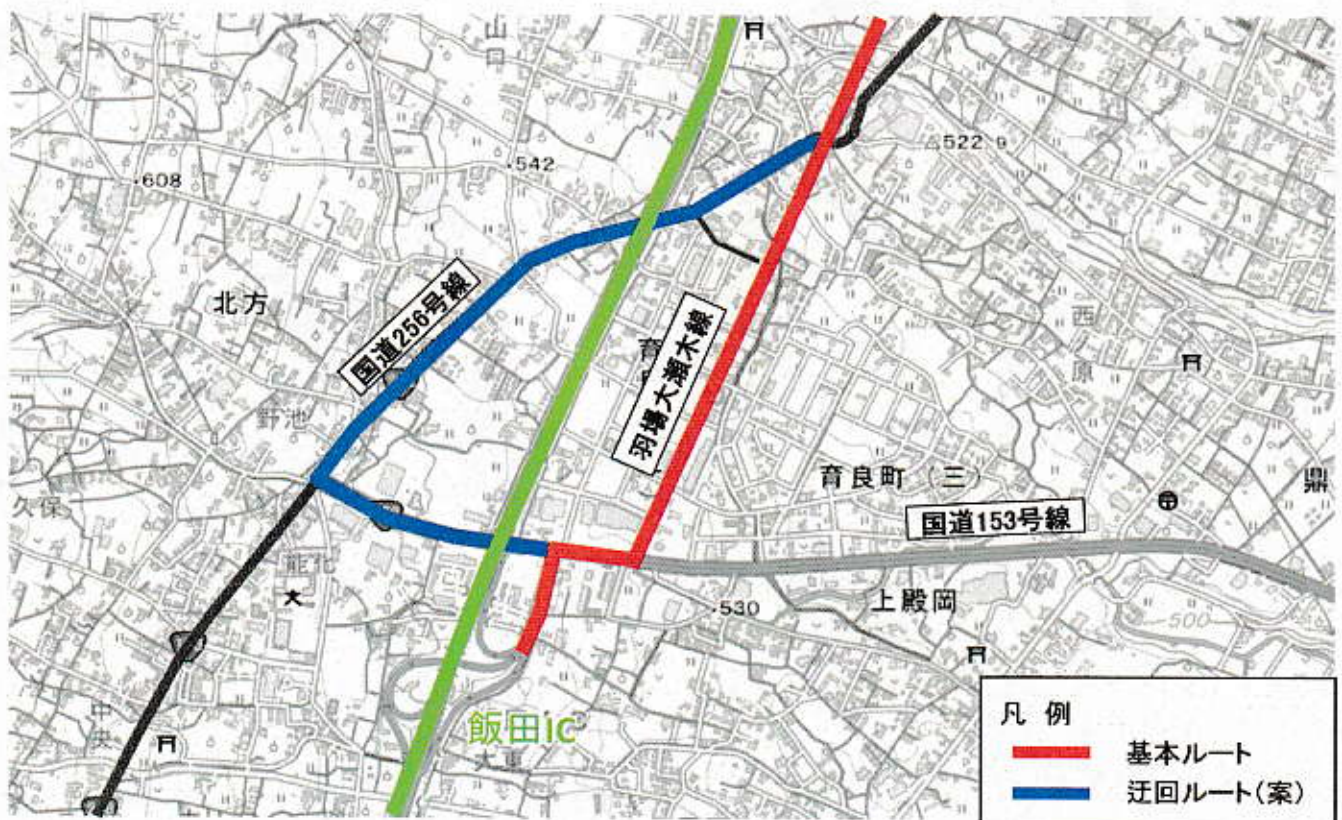 山口
542
608
522.9
北方
国道256号線
西原
育
羽場大瀬木線
野池
育良町(三)
久保
国道153号線
能化
530
上殿岡
500
中央
飯田IC
大東
凡 例
基本ルート
迂回ルート(案)